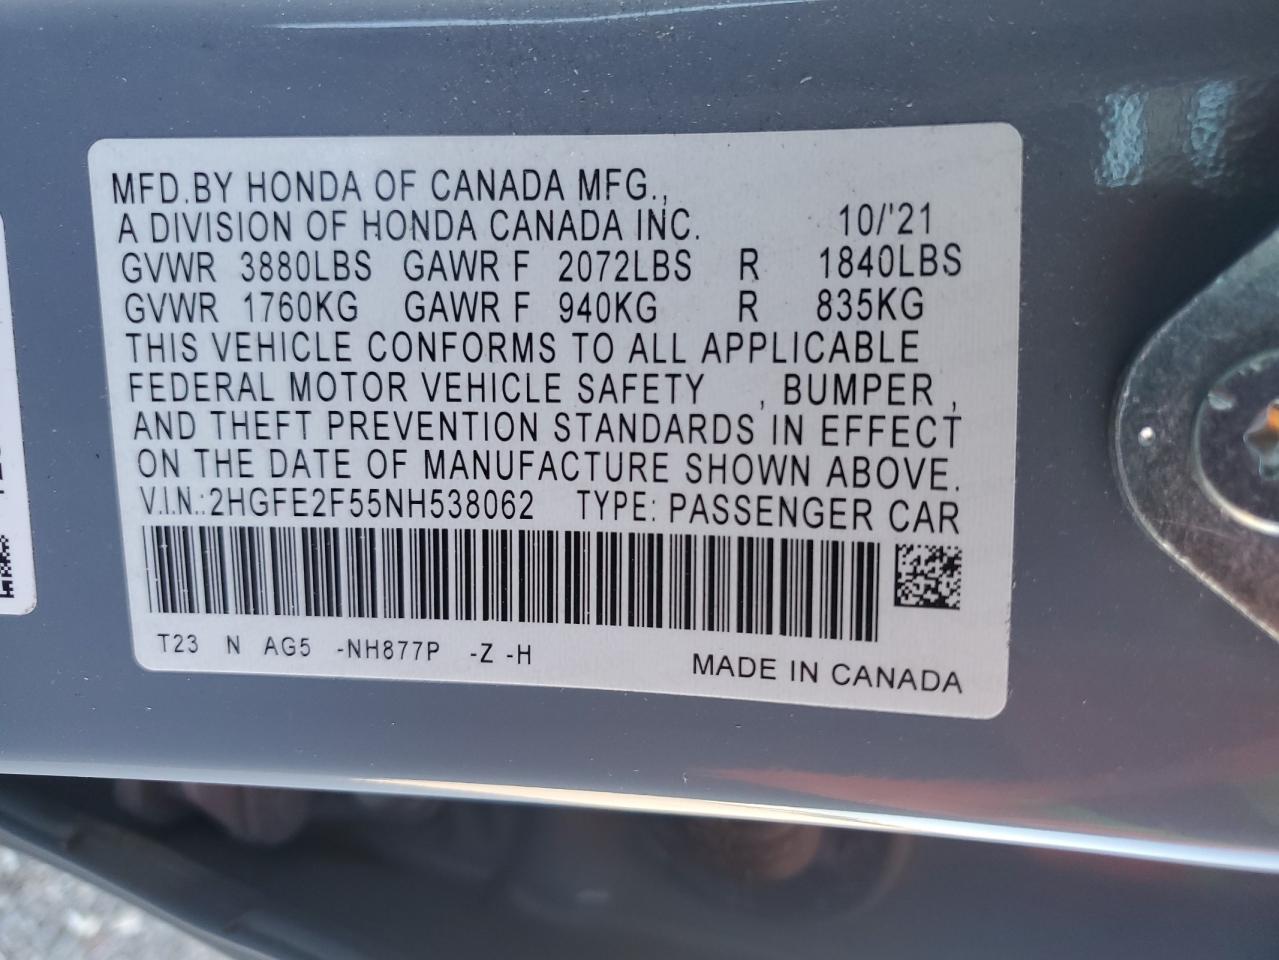 MFD.BY HONDA OF CANADA MFG.,
A DIVISION OF HONDA CANADA INC. 10/'21
GVWR 3880LBS GAWR F 2072LBS R 1840LBS
GVWR 1760KG GAWR F 940KG R 835KG
THIS VEHICLE CONFORMS TO ALL APPLICABLE
FEDERAL MOTOR VEHICLE SAFETY , BUMPER ,
AND THEFT PREVENTION STANDARDS IN EFFECT
ON THE DATE OF MANUFACTURE SHOWN ABOVE.
V.I.N.:2HGFE2F55NH538062 TYPE: PASSENGER CAR
T23 N AG5 -NH877P -Z -H
MADE IN CANADA